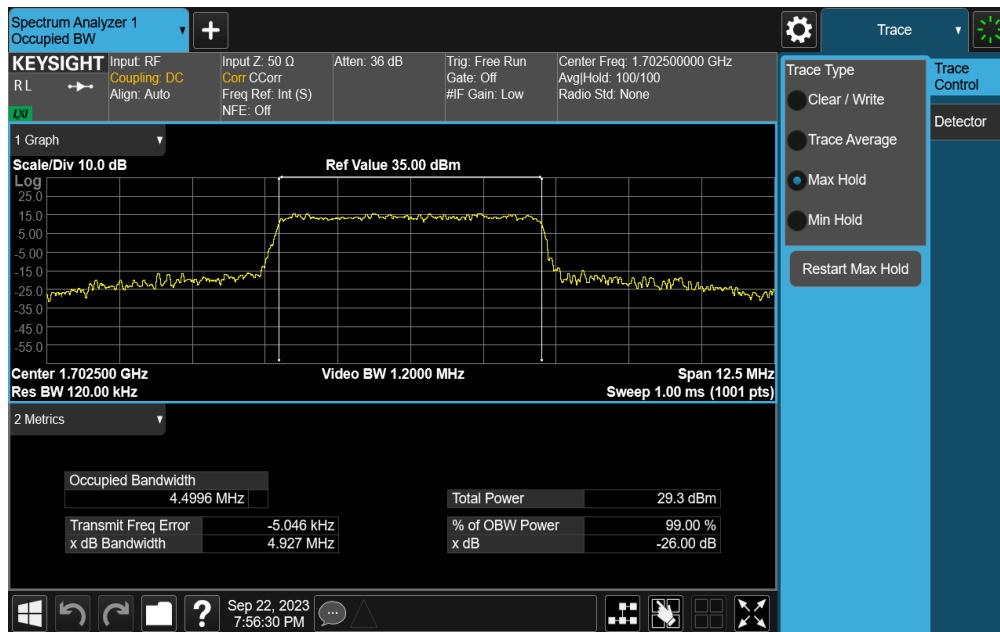 Spectrum Analyzer 1
Occupied BW
+
Trace
KEYSIGHT
RL
LXI
Input: RF
Coupling: DC
Align: Auto
Input Z: 50 Ω
Corr CCorr
Freq Ref: Int (S)
NFE: Off
Atten: 36 dB
Trig: Free Run
Gate: Off
#IF Gain: Low
Center Freq: 1.702500000 GHz
Avg|Hold: 100/100
Radio Std: None
Trace Type
Clear / Write
Trace Average
Max Hold
Min Hold
Restart Max Hold
Trace
Control
Detector
1 Graph
Scale/Div 10.0 dB
Ref Value 35.00 dBm
Log
25.0
15.0
5.00
-5.00
-15.0
-25.0
-35.0
-45.0
-55.0
Center 1.702500 GHz
Video BW 1.2000 MHz
Span 12.5 MHz
Res BW 120.00 kHz
Sweep 1.00 ms (1001 pts)
2 Metrics
Occupied Bandwidth
4.4996 MHz
Total Power 29.3 dBm
Transmit Freq Error -5.046 kHz
% of OBW Power 99.00 %
x dB Bandwidth 4.927 MHz
x dB -26.00 dB
?
Sep 22, 2023
7:56:30 PM